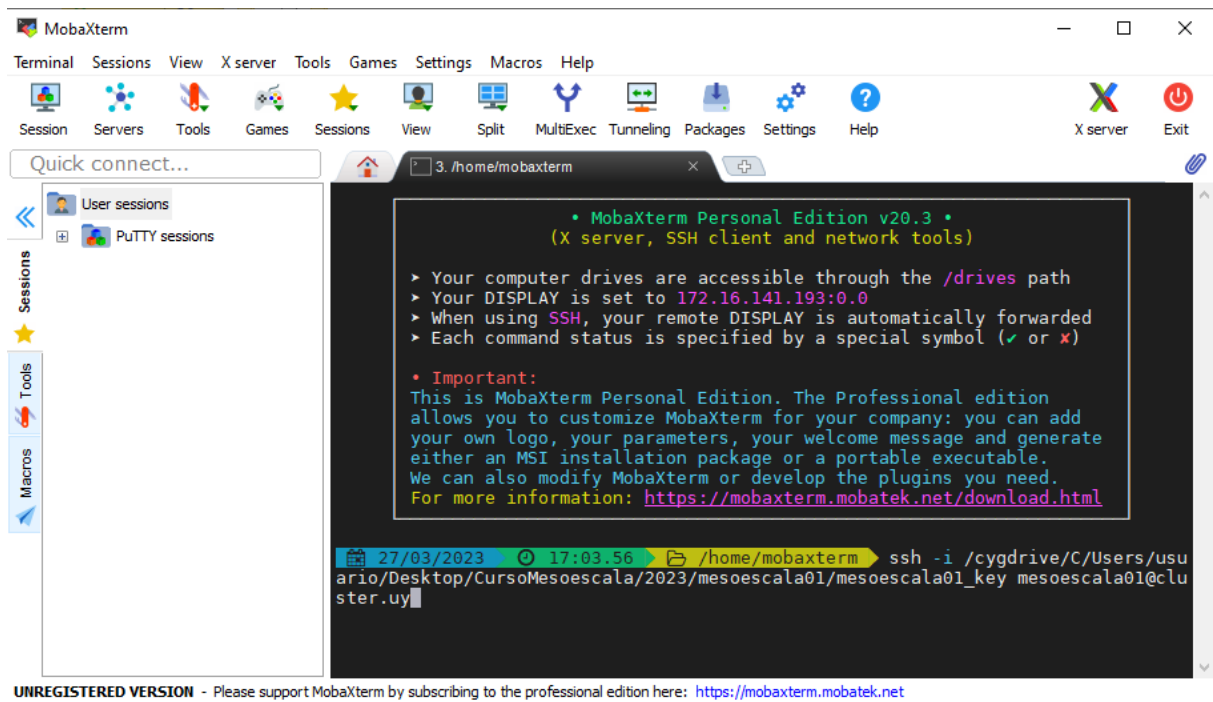 MobaXterm
Terminal Sessions View X server Tools Games Settings Macros Help
Session Servers Tools Games Sessions View Split MultiExec Tunneling Packages Settings Help X server Exit
Quick connect...
3. /home/mobaxterm
User sessions
PuTTY sessions
Sessions
Tools
Macros
• MobaXterm Personal Edition v20.3 •
(X server, SSH client and network tools)
➤ Your computer drives are accessible through the /drives path
➤ Your DISPLAY is set to 172.16.141.193:0.0
➤ When using SSH, your remote DISPLAY is automatically forwarded
➤ Each command status is specified by a special symbol (✔ or ✘)
• Important:
This is MobaXterm Personal Edition. The Professional edition
allows you to customize MobaXterm for your company: you can add
your own logo, your parameters, your welcome message and generate
either an MSI installation package or a portable executable.
We can also modify MobaXterm or develop the plugins you need.
For more information: https://mobaxterm.mobatek.net/download.html
27/03/2023 17:03.56 /home/mobaxterm ssh -i /cygdrive/C/Users/usu
ario/Desktop/CursoMesoescala/2023/mesoescala01/mesoescala01_key mesoescala01@clu
ster.uy
UNREGISTERED VERSION - Please support MobaXterm by subscribing to the professional edition here: https://mobaxterm.mobatek.net